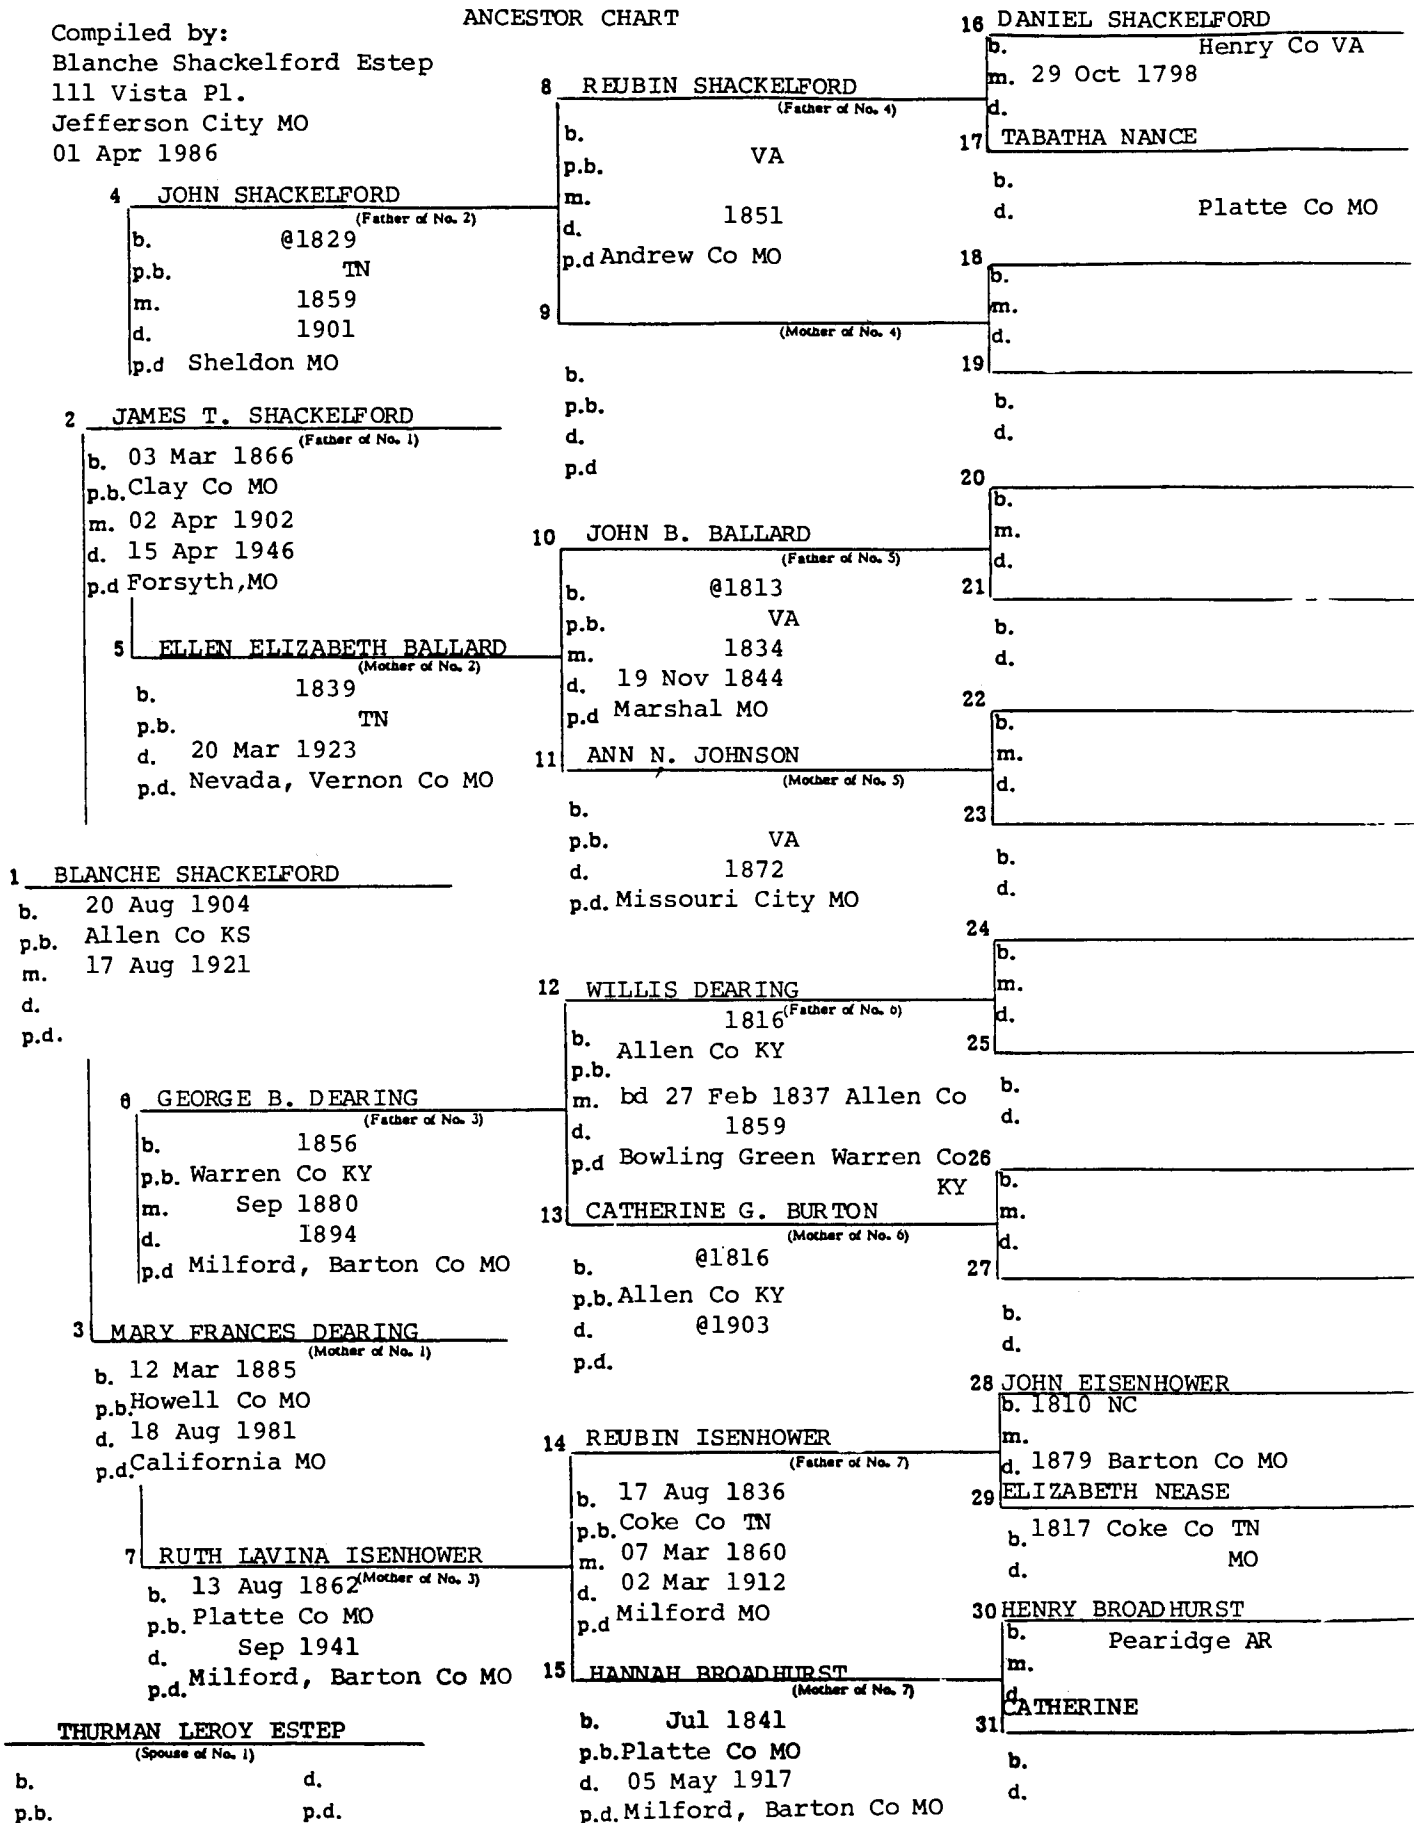 ANCESTOR CHART
Compiled by:
Blanche Shackelford Estep
111 Vista Pl.
Jefferson City MO
01 Apr 1986
1 BLANCHE SHACKELFORD
b. 20 Aug 1904
p.b. Allen Co KS
m. 17 Aug 1921
d.
p.d.
THURMAN LEROY ESTEP
(Spouse of No. 1)
b. d.
p.b. p.d.
2 JAMES T. SHACKELFORD
(Father of No. 1)
b. 03 Mar 1866
p.b. Clay Co MO
m. 02 Apr 1902
d. 15 Apr 1946
p.d Forsyth,MO
3 MARY FRANCES DEARING
(Mother of No. 1)
b. 12 Mar 1885
p.b. Howell Co MO
d. 18 Aug 1981
p.d. California MO
4 JOHN SHACKELFORD
(Father of No. 2)
b. @1829
p.b. TN
m. 1859
d. 1901
p.d Sheldon MO
5 ELLEN ELIZABETH BALLARD
(Mother of No. 2)
b. 1839
p.b. TN
d. 20 Mar 1923
p.d. Nevada, Vernon Co MO
6 GEORGE B. DEARING
(Father of No. 3)
b. 1856
p.b. Warren Co KY
m. Sep 1880
d. 1894
p.d Milford, Barton Co MO
7 RUTH LAVINA ISENHOWER
(Mother of No. 3)
b. 13 Aug 1862
p.b. Platte Co MO
d. Sep 1941
p.d. Milford, Barton Co MO
8 REUBIN SHACKELFORD
(Father of No. 4)
b.
p.b. VA
m.
d. 1851
p.d Andrew Co MO
9
(Mother of No. 4)
b.
p.b.
d.
p.d
10 JOHN B. BALLARD
(Father of No. 5)
b. @1813
p.b. VA
m. 1834
d. 19 Nov 1844
p.d Marshal MO
11 ANN N. JOHNSON
(Mother of No. 5)
b.
p.b. VA
d. 1872
p.d. Missouri City MO
12 WILLIS DEARING
(Father of No. 6)
b. 1816
p.b. Allen Co KY
m. bd 27 Feb 1837 Allen Co
d. 1859
p.d Bowling Green Warren Co
KY
13 CATHERINE G. BURTON
(Mother of No. 6)
b. @1816
p.b. Allen Co KY
d. @1903
p.d.
14 REUBIN ISENHOWER
(Father of No. 7)
b. 17 Aug 1836
p.b. Coke Co TN
m. 07 Mar 1860
d. 02 Mar 1912
p.d Milford MO
15 HANNAH BROADHURST
(Mother of No. 7)
b. Jul 1841
p.b. Platte Co MO
d. 05 May 1917
p.d. Milford, Barton Co MO
16 DANIEL SHACKELFORD
b. Henry Co VA
m. 29 Oct 1798
d.
17 TABATHA NANCE
b.
d. Platte Co MO
18
b.
m.
d.
19
b.
d.
20
b.
m.
d.
21
b.
d.
22
b.
m.
d.
23
b.
d.
24
b.
m.
d.
25
b.
d.
26
b.
m.
d.
27
b.
d.
28 JOHN EISENHOWER
b. 1810 NC
m.
d. 1879 Barton Co MO
29 ELIZABETH NEASE
b. 1817 Coke Co TN
d. MO
30 HENRY BROADHURST
b. Pearidge AR
m.
d.
31 CATHERINE
b.
d.